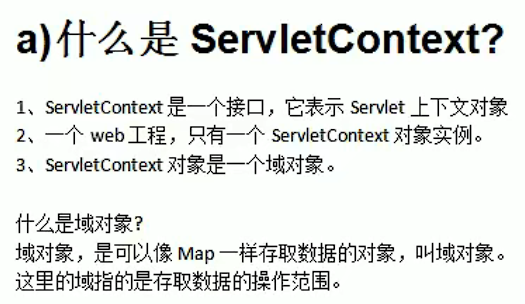 a)什么是 ServletContext?
1、ServletContext 是一个接口，它表示 Servlet 上下文对象
2、一个 web 工程，只有一个 ServletContext 对象实例。
3、ServletContext 对象是一个域对象。
什么是域对象?
域对象，是可以像 Map 一样存取数据的对象，叫域对象。
这里的域指的是存取数据的操作范围。